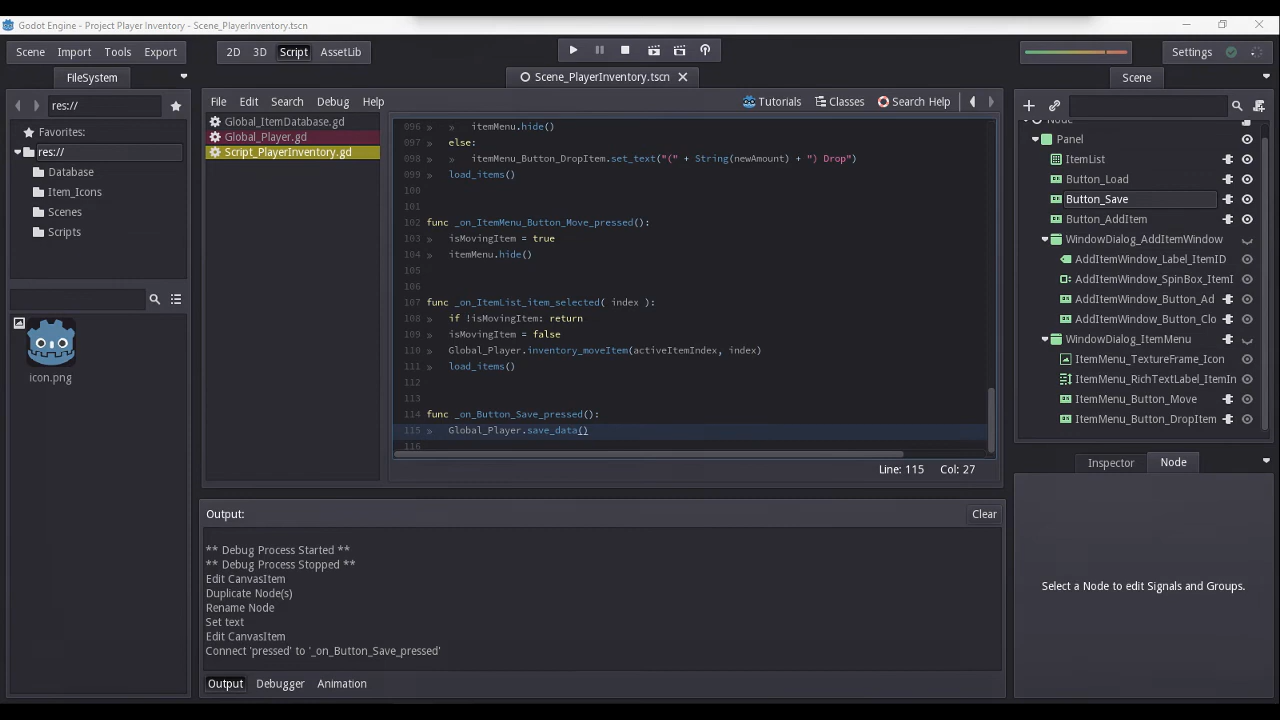 Godot Engine - Project Player Inventory - Scene_PlayerInventory.tscn
Scene Import Tools Export 2D 3D Script AssetLib Settings
FileSystem Scene_PlayerInventory.tscn Scene
res://
File Edit Search Debug Help Tutorials Classes Search Help
Favorites:
res://
Database
Item_Icons
Scenes
Scripts
icon.png
Global_ItemDatabase.gd
Global_Player.gd
Script_PlayerInventory.gd
096 » » itemMenu.hide()
097 » else:
098 » » itemMenu_Button_DropItem.set_text("(" + String(newAmount) + ") Drop")
099 » load_items()
100
101
102 func _on_ItemMenu_Button_Move_pressed():
103 » isMovingItem = true
104 » itemMenu.hide()
105
106
107 func _on_ItemList_item_selected( index ):
108 » if !isMovingItem: return
109 » isMovingItem = false
110 » Global_Player.inventory_moveItem(activeItemIndex, index)
111 » load_items()
112
113
114 func _on_Button_Save_pressed():
115 » Global_Player.save_data()
116
Line: 115 Col: 27
Output: Clear
** Debug Process Started **
** Debug Process Stopped **
Edit CanvasItem
Duplicate Node(s)
Rename Node
Set text
Edit CanvasItem
Connect 'pressed' to '_on_Button_Save_pressed'
Output Debugger Animation
Panel
ItemList
Button_Load
Button_Save
Button_AddItem
WindowDialog_AddItemWindow
AddItemWindow_Label_ItemID
AddItemWindow_SpinBox_ItemI
AddItemWindow_Button_Ad
AddItemWindow_Button_Clo
WindowDialog_ItemMenu
ItemMenu_TextureFrame_Icon
ItemMenu_RichTextLabel_ItemIn
ItemMenu_Button_Move
ItemMenu_Button_DropItem
Inspector Node
Select a Node to edit Signals and Groups.